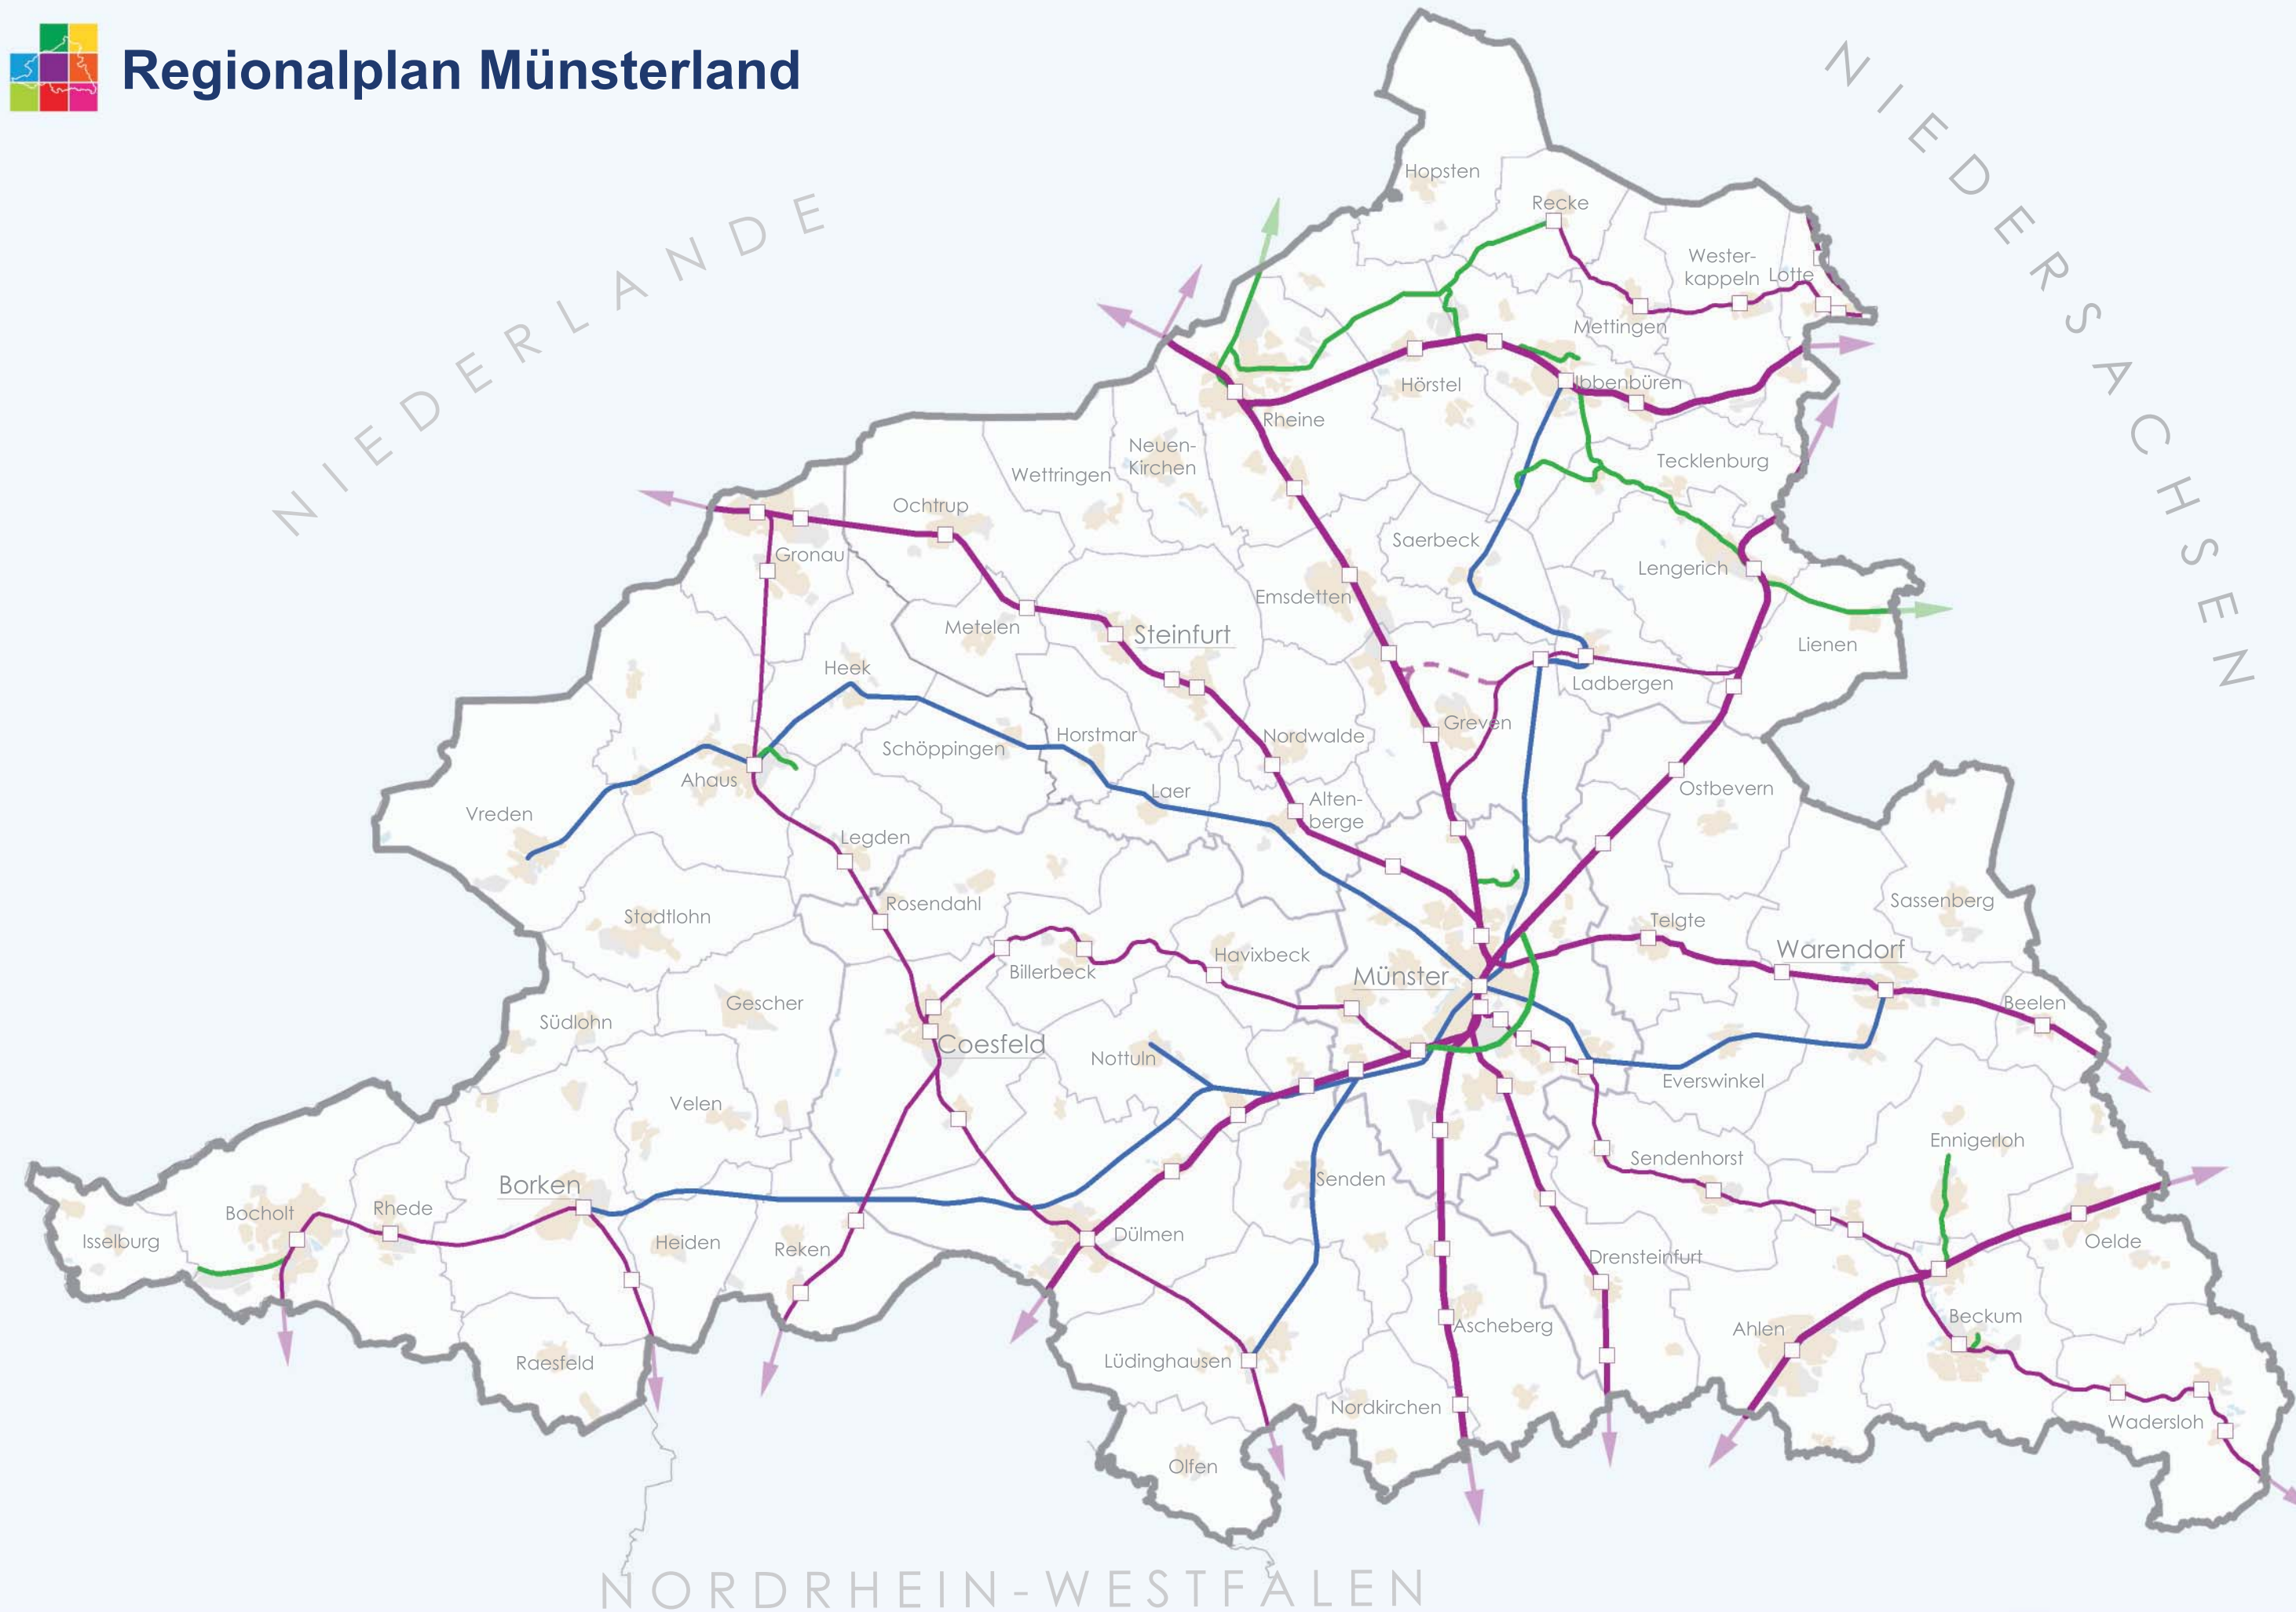 Regionalplan Münsterland
NIEDERLANDE
NIEDERSACHSEN
Hopsten
Recke
Wester-
kappeln
Lotte
Mettingen
Hörstel
Ibbenbüren
Rheine
Neuen-
Kirchen
Wettringen
Tecklenburg
Ochtrup
Gronau
Saerbeck
Lengerich
Emsdetten
Metelen
Steinfurt
Lienen
Heek
Ladbergen
Greven
Nordwalde
Horstmar
Schöppingen
Ahaus
Laer
Ostbevern
Alten-
berge
Vreden
Legden
Sassenberg
Rosendahl
Stadtlohn
Telgte
Warendorf
Havixbeck
Billerbeck
Münster
Gescher
Beelen
Südlohn
Coesfeld
Nottuln
Everswinkel
Velen
Ennigerloh
Sendenhorst
Senden
Borken
Rhede
Bocholt
Isselburg
Heiden
Reken
Dülmen
Oelde
Drensteinfurt
Beckum
Ascheberg
Ahlen
Raesfeld
Lüdinghausen
Nordkirchen
Wadersloh
Olfen
NORDRHEIN-WESTFALEN